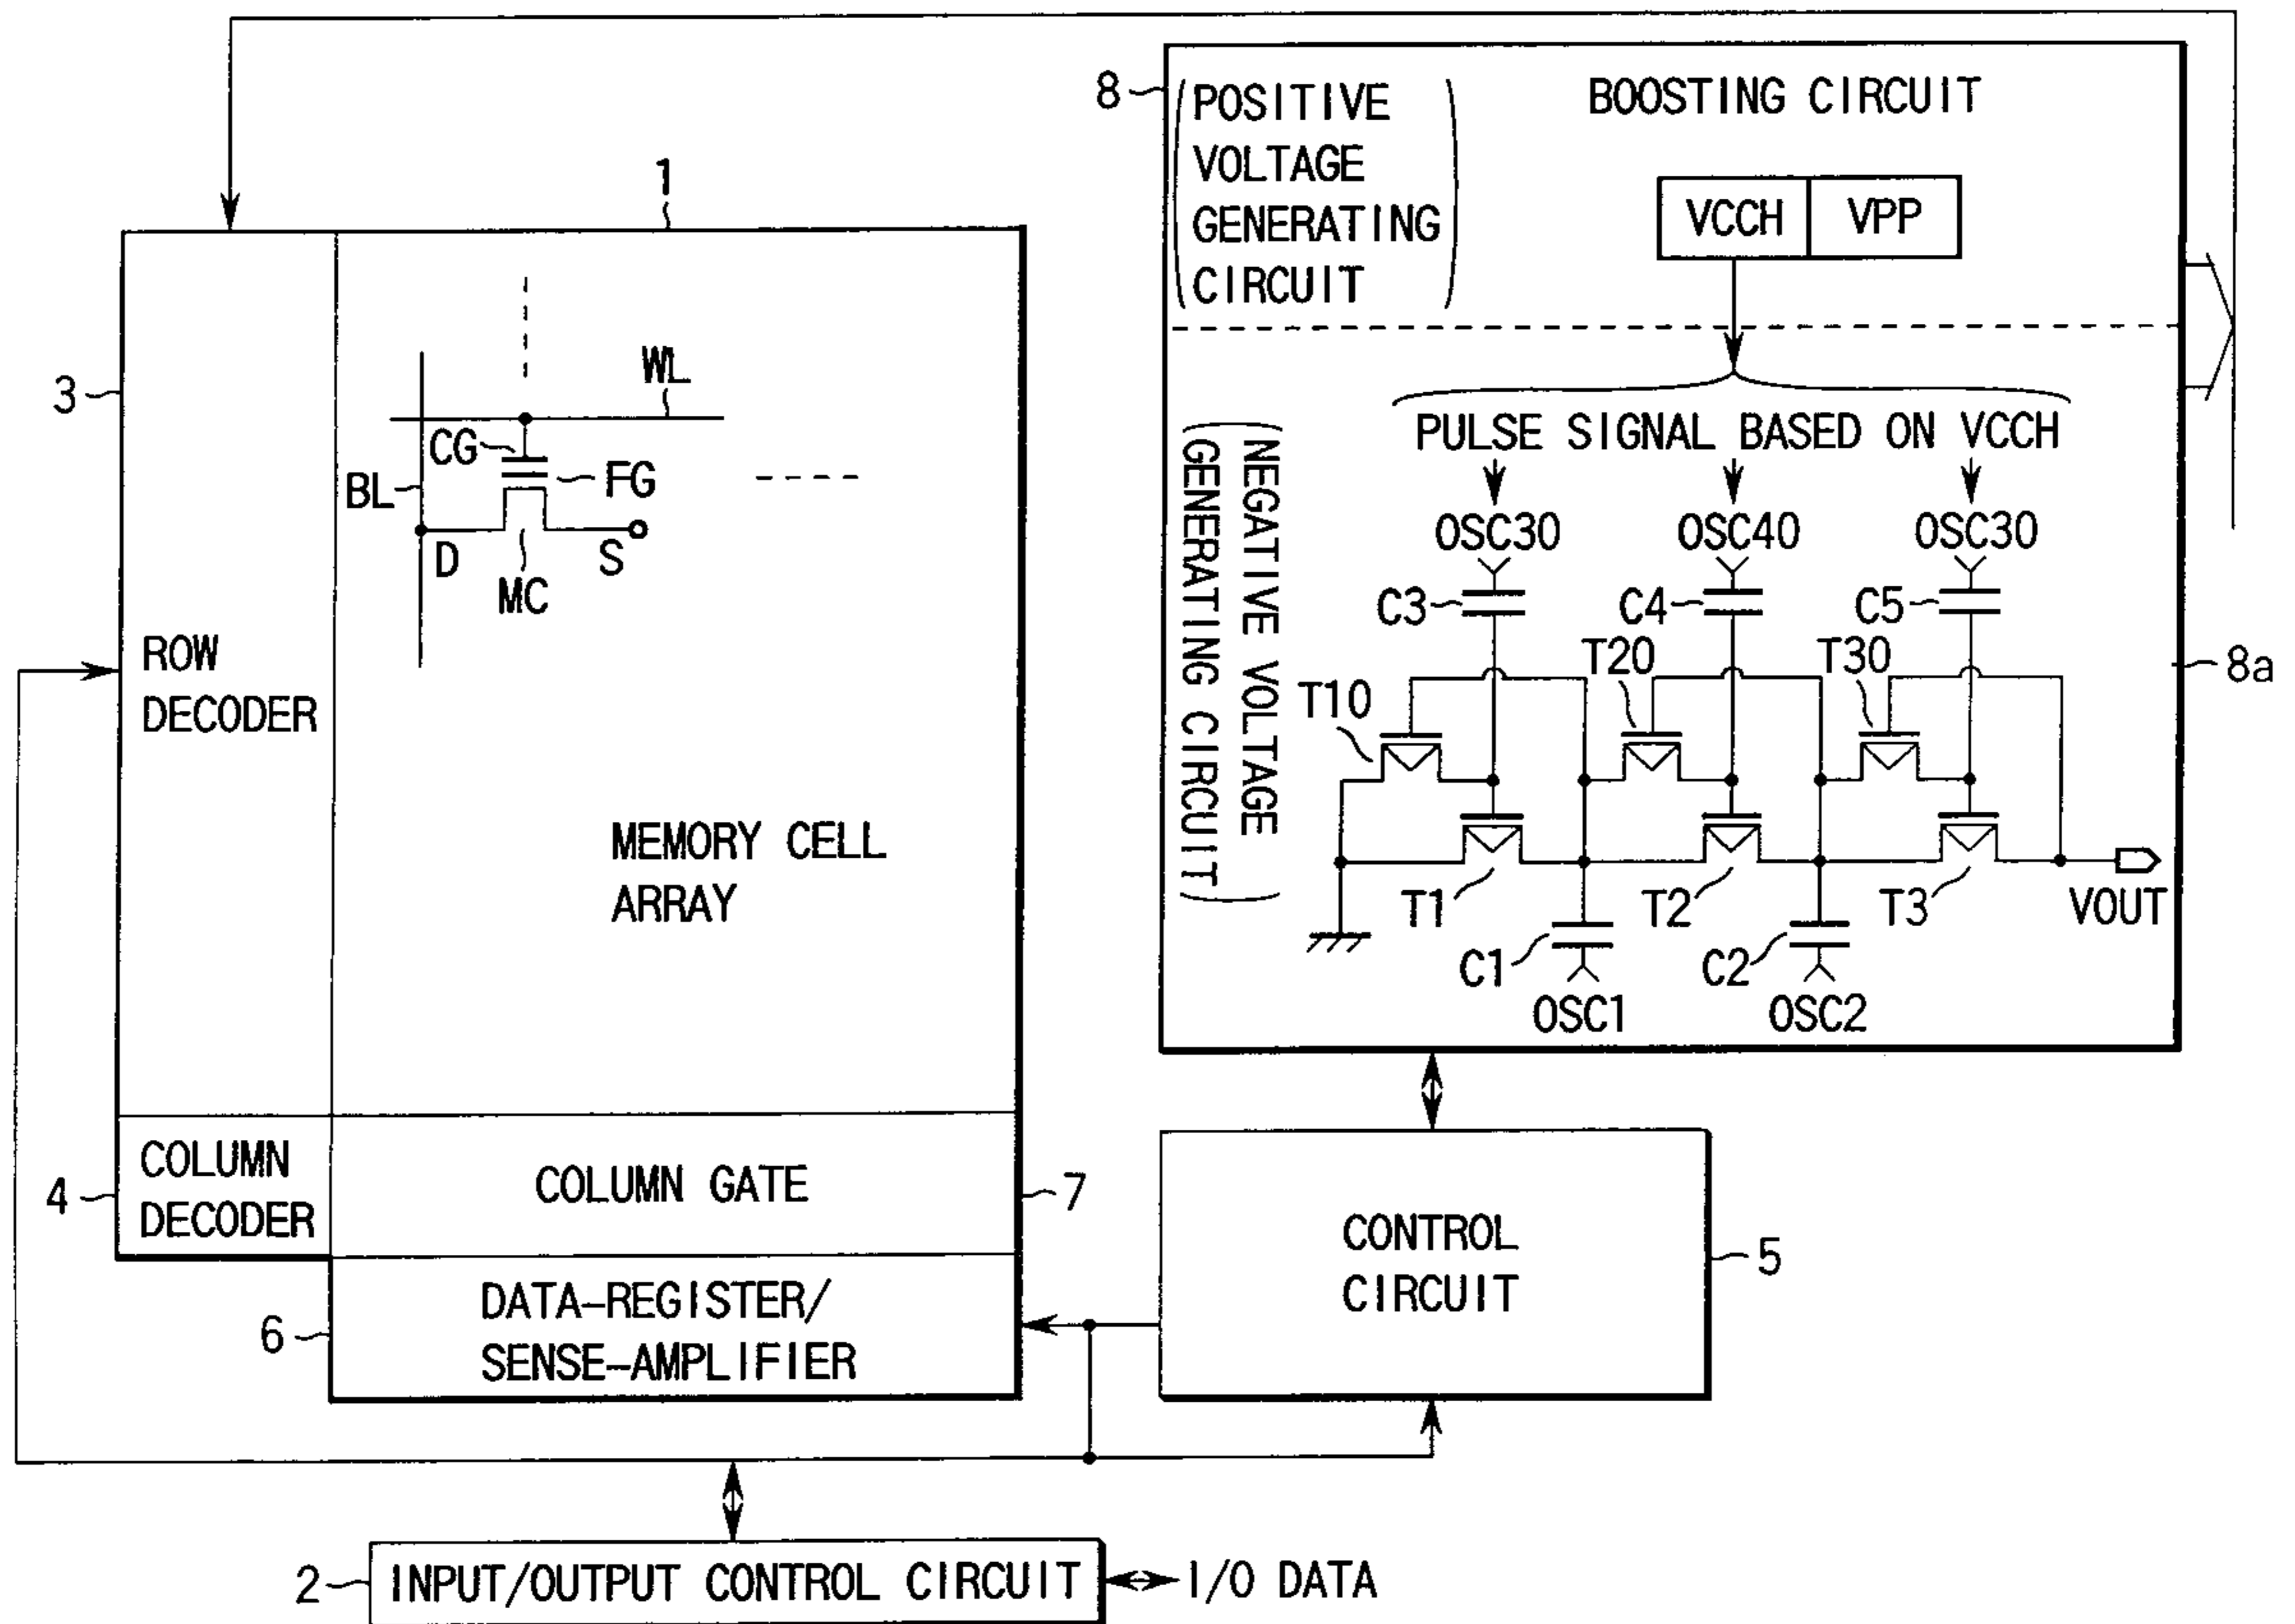 1
3
ROW
DECODER
WL
CG
FG
BL
D
S
MC
MEMORY CELL
ARRAY
4
COLUMN
DECODER
COLUMN GATE
7
6
DATA-REGISTER/
SENSE-AMPLIFIER
8
(POSITIVE
VOLTAGE
GENERATING
CIRCUIT)
BOOSTING CIRCUIT
VCCH
VPP
(NEGATIVE VOLTAGE
GENERATING CIRCUIT)
PULSE SIGNAL BASED ON VCCH
OSC30
OSC40
OSC30
C3
C4
C5
T10
T20
T30
8a
T1
T2
T3
VOUT
C1
C2
OSC1
OSC2
CONTROL
CIRCUIT
5
2
INPUT/OUTPUT CONTROL CIRCUIT
I/O DATA